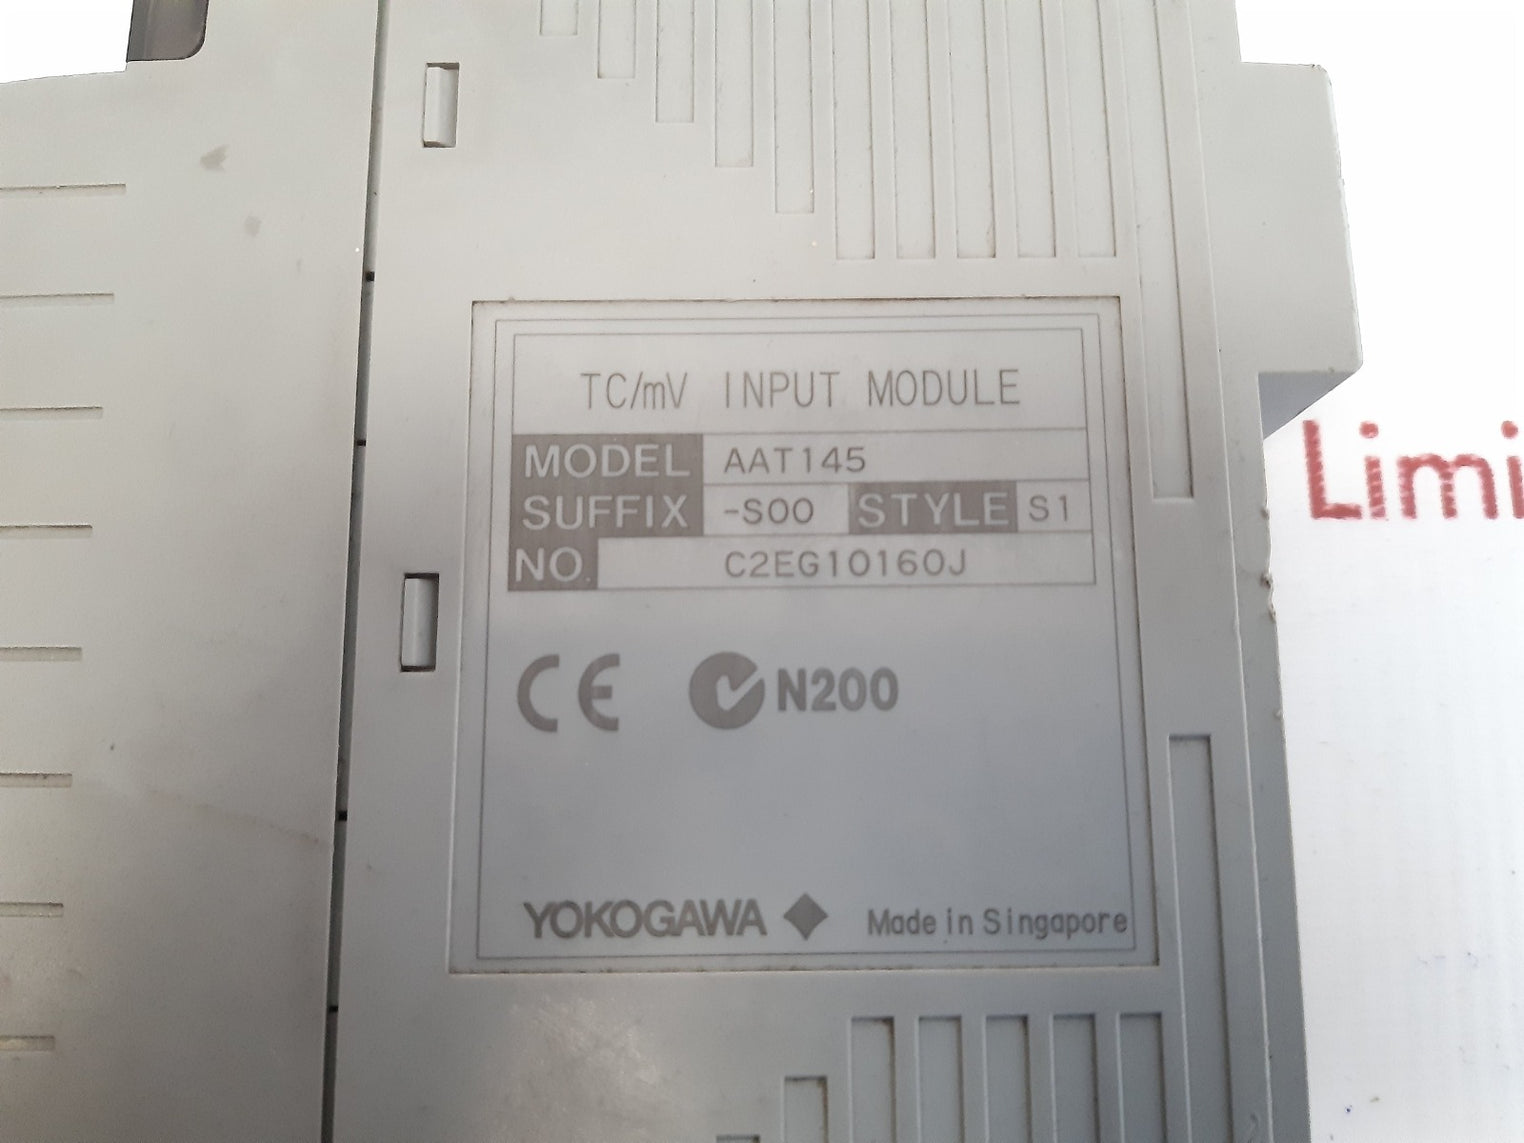 TC/mV INPUT MODULE
MODEL AAT145
SUFFIX -S00 STYLE S1
NO. C2EG10160J
CE N200
YOKOGAWA Made in Singapore
Limi